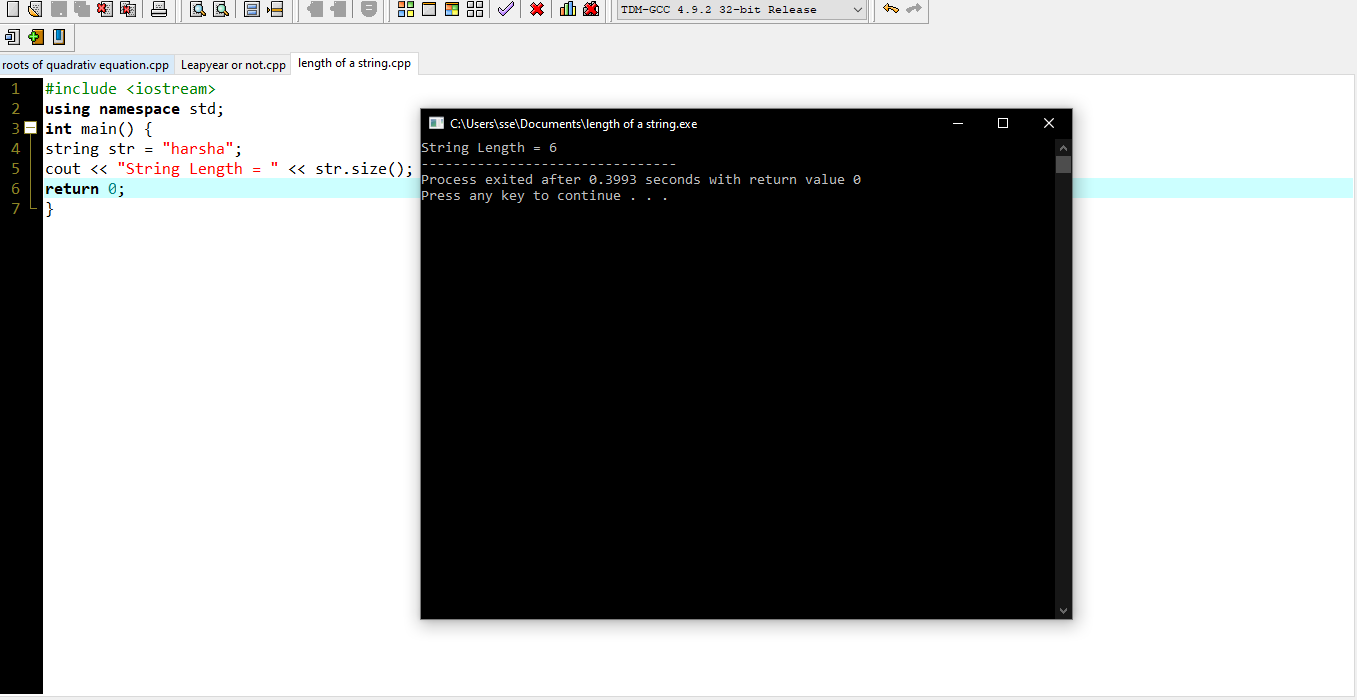 TDM-GCC 4.9.2 32-bit Release
roots of quadrativ equation.cpp Leapyear or not.cpp length of a string.cpp
1 #include <iostream>
2 using namespace std;
3 int main() {
4 string str = "harsha";
5 cout << "String Length = " << str.size();
6 return 0;
7 }
C:\Users\sse\Documents\length of a string.exe
String Length = 6
--------------------------------
Process exited after 0.3993 seconds with return value 0
Press any key to continue . . .